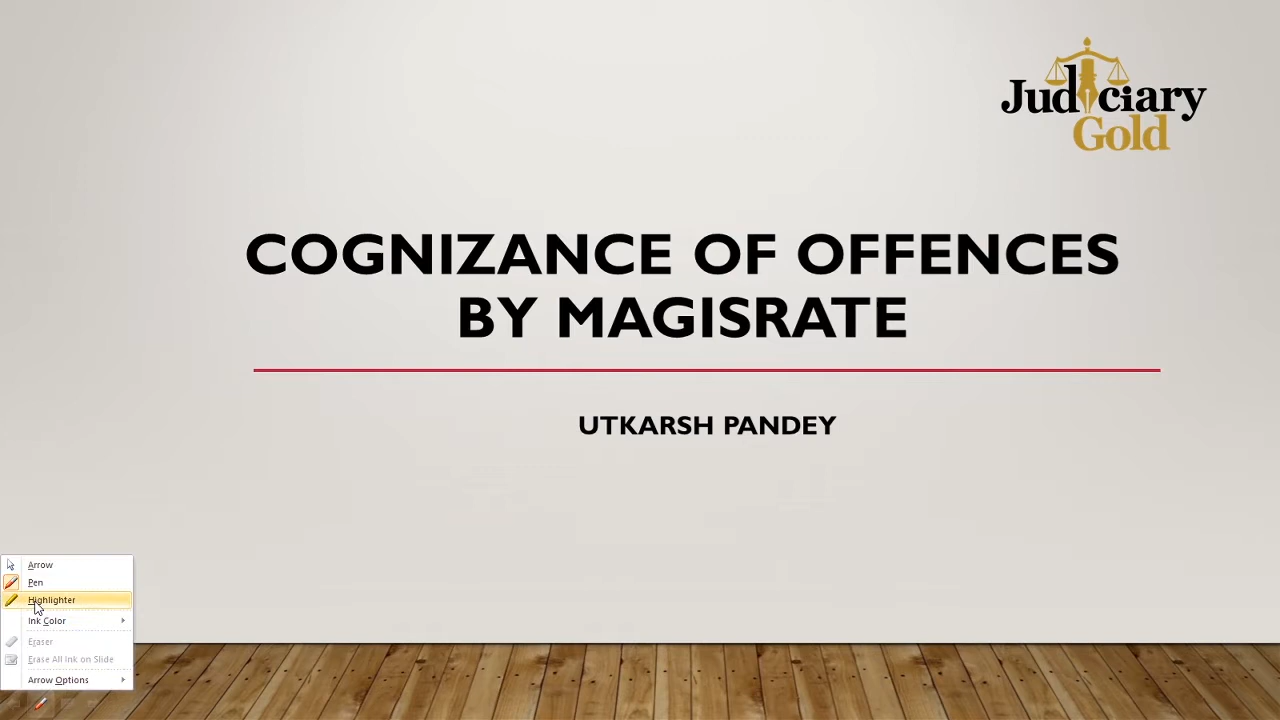 Judiciary
Gold
COGNIZANCE OF OFFENCES
BY MAGISRATE
UTKARSH PANDEY
Arrow
Pen
Highlighter
Ink Color
Eraser
Erase All Ink on Slide
Arrow Options